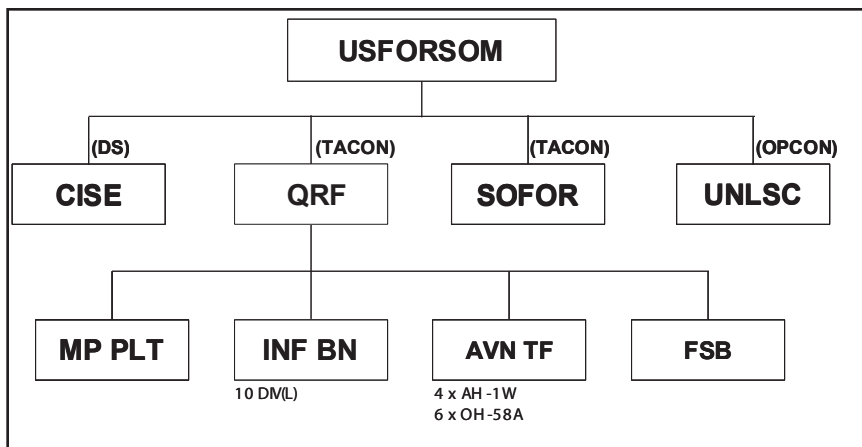 USFORSOM
(DS) (TACON) (TACON) (OPCON)
CISE QRF SOFOR UNLSC
MP PLT INF BN AVN TF FSB
10 DIV(L) 4 x AH -1W
6 x OH -58A